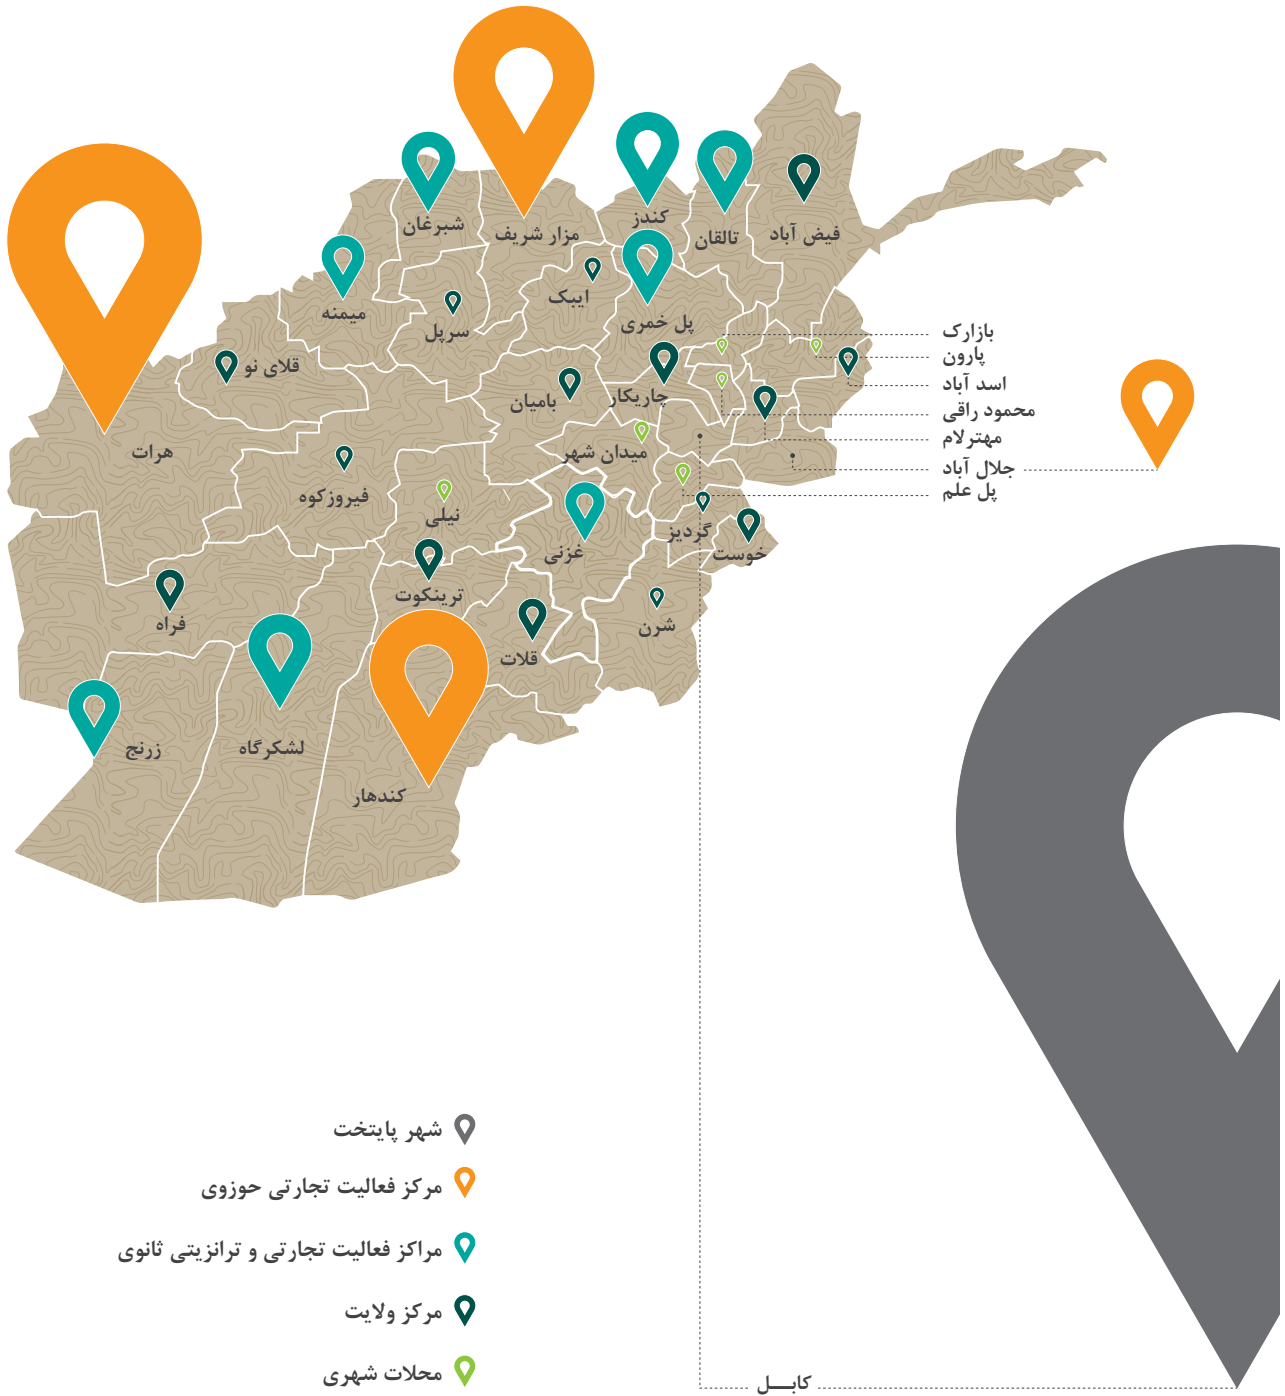 شبرغان
مزار شریف
کندز
تالقان
فیض آباد
میمنه
سرپل
ایبک
پل خمری
قلای نو
بامیان
چاریکار
بازارک
پارون
اسد آباد
محمود راقی
مهترلام
جلال آباد
پل علم
هرات
فیروزکوه
نیلی
میدان شهر
غزنی
گردیز
خوست
فراه
ترینکوت
قلات
شرن
زرنج
لشکرگاه
کندهار
شهر پایتخت
مرکز فعالیت تجارتی حوزوی
مراکز فعالیت تجارتی و ترانزیتی ثانوی
مرکز ولایت
محلات شهری
کابــل